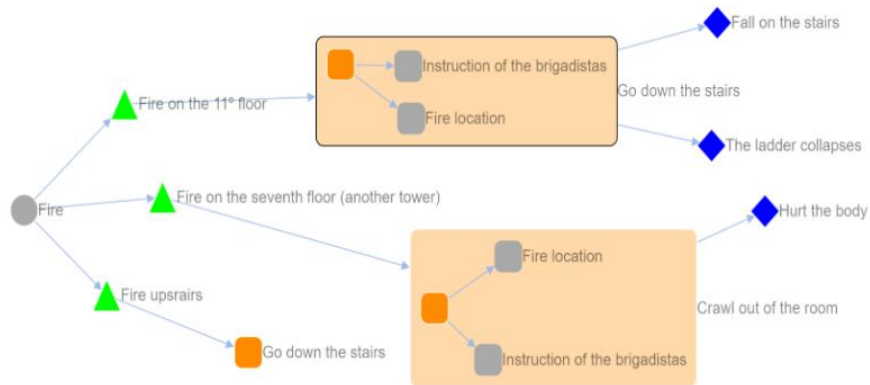 Fall on the stairs
Instruction of the brigadistas
Go down the stairs
Fire on the 11º floor
Fire location
The ladder collapses
Fire on the seventh floor (another tower)
Fire
Hurt the body
Fire location
Fire upsrairs
Crawl out of the room
Go down the stairs
Instruction of the brigadistas